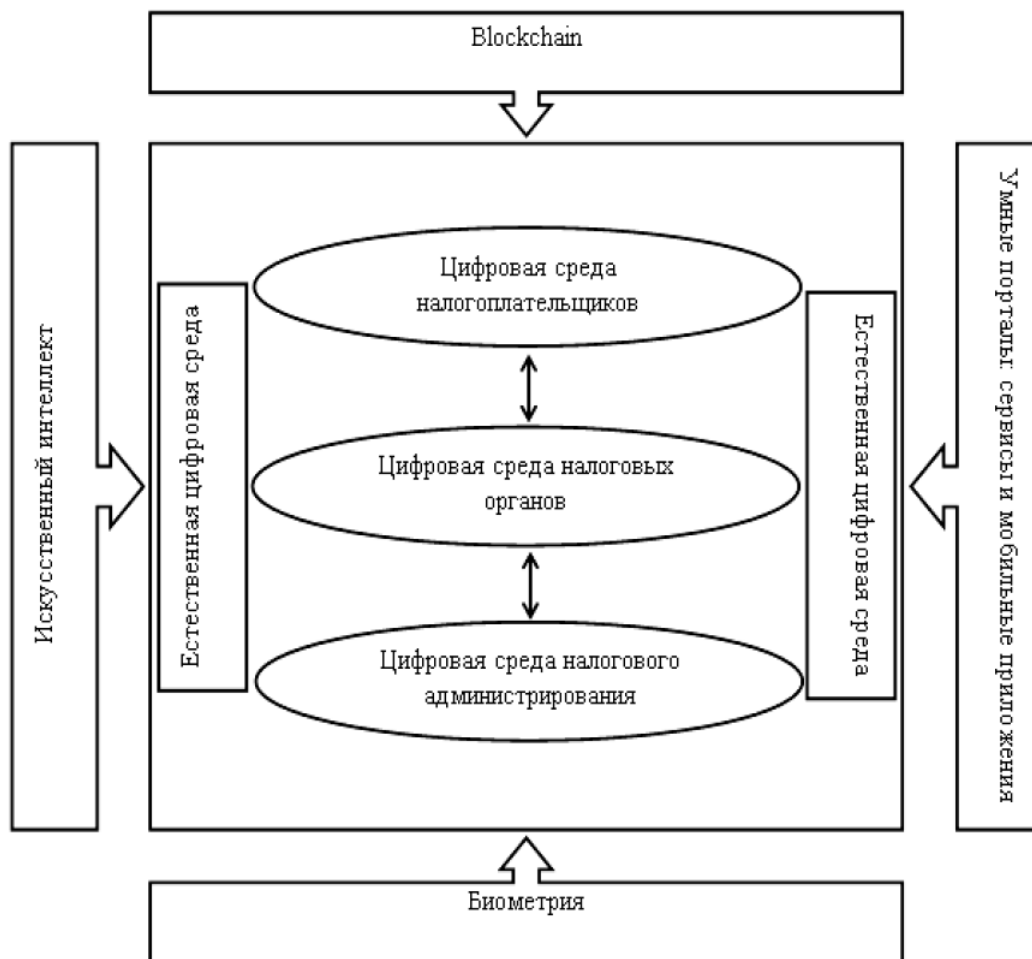 Blockchain
Искусственный интеллект
Естественная цифровая среда
Цифровая среда
налогоплательщиков
Цифровая среда налоговых
органов
Цифровая среда налогового
администрирования
Естественная цифровая среда
Умные порталы: сервисы и мобильные приложения
Биометрия